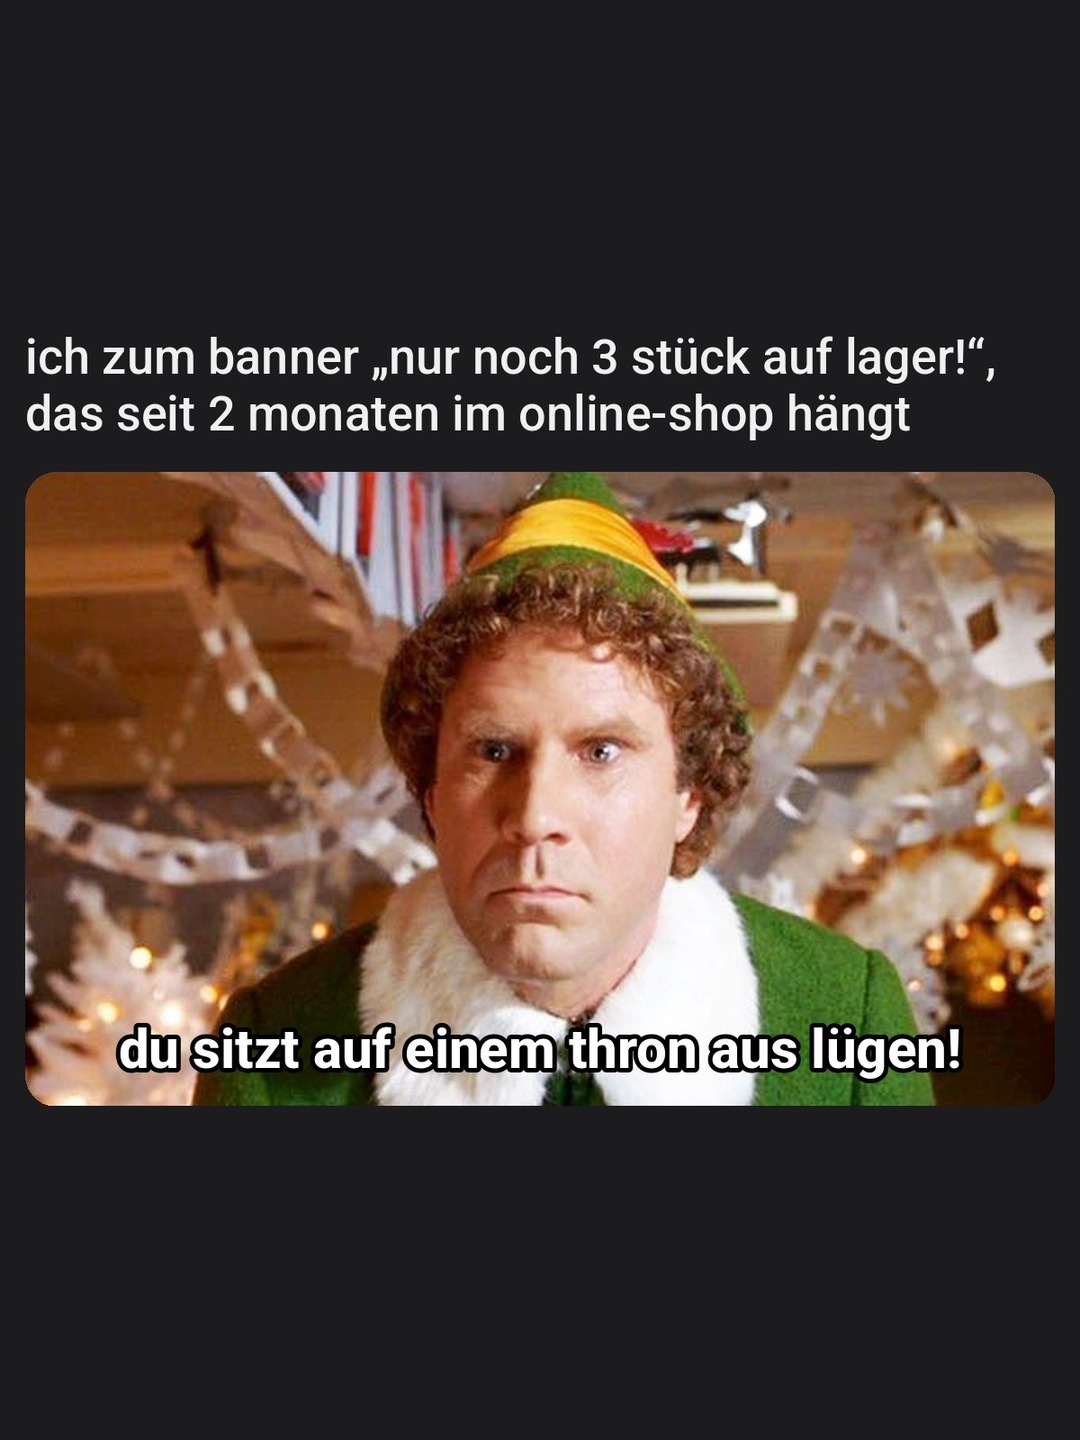 ich zum banner „nur noch 3 stück auf lager!“,
das seit 2 monaten im online-shop hängt
du sitzt auf einem thron aus lügen!